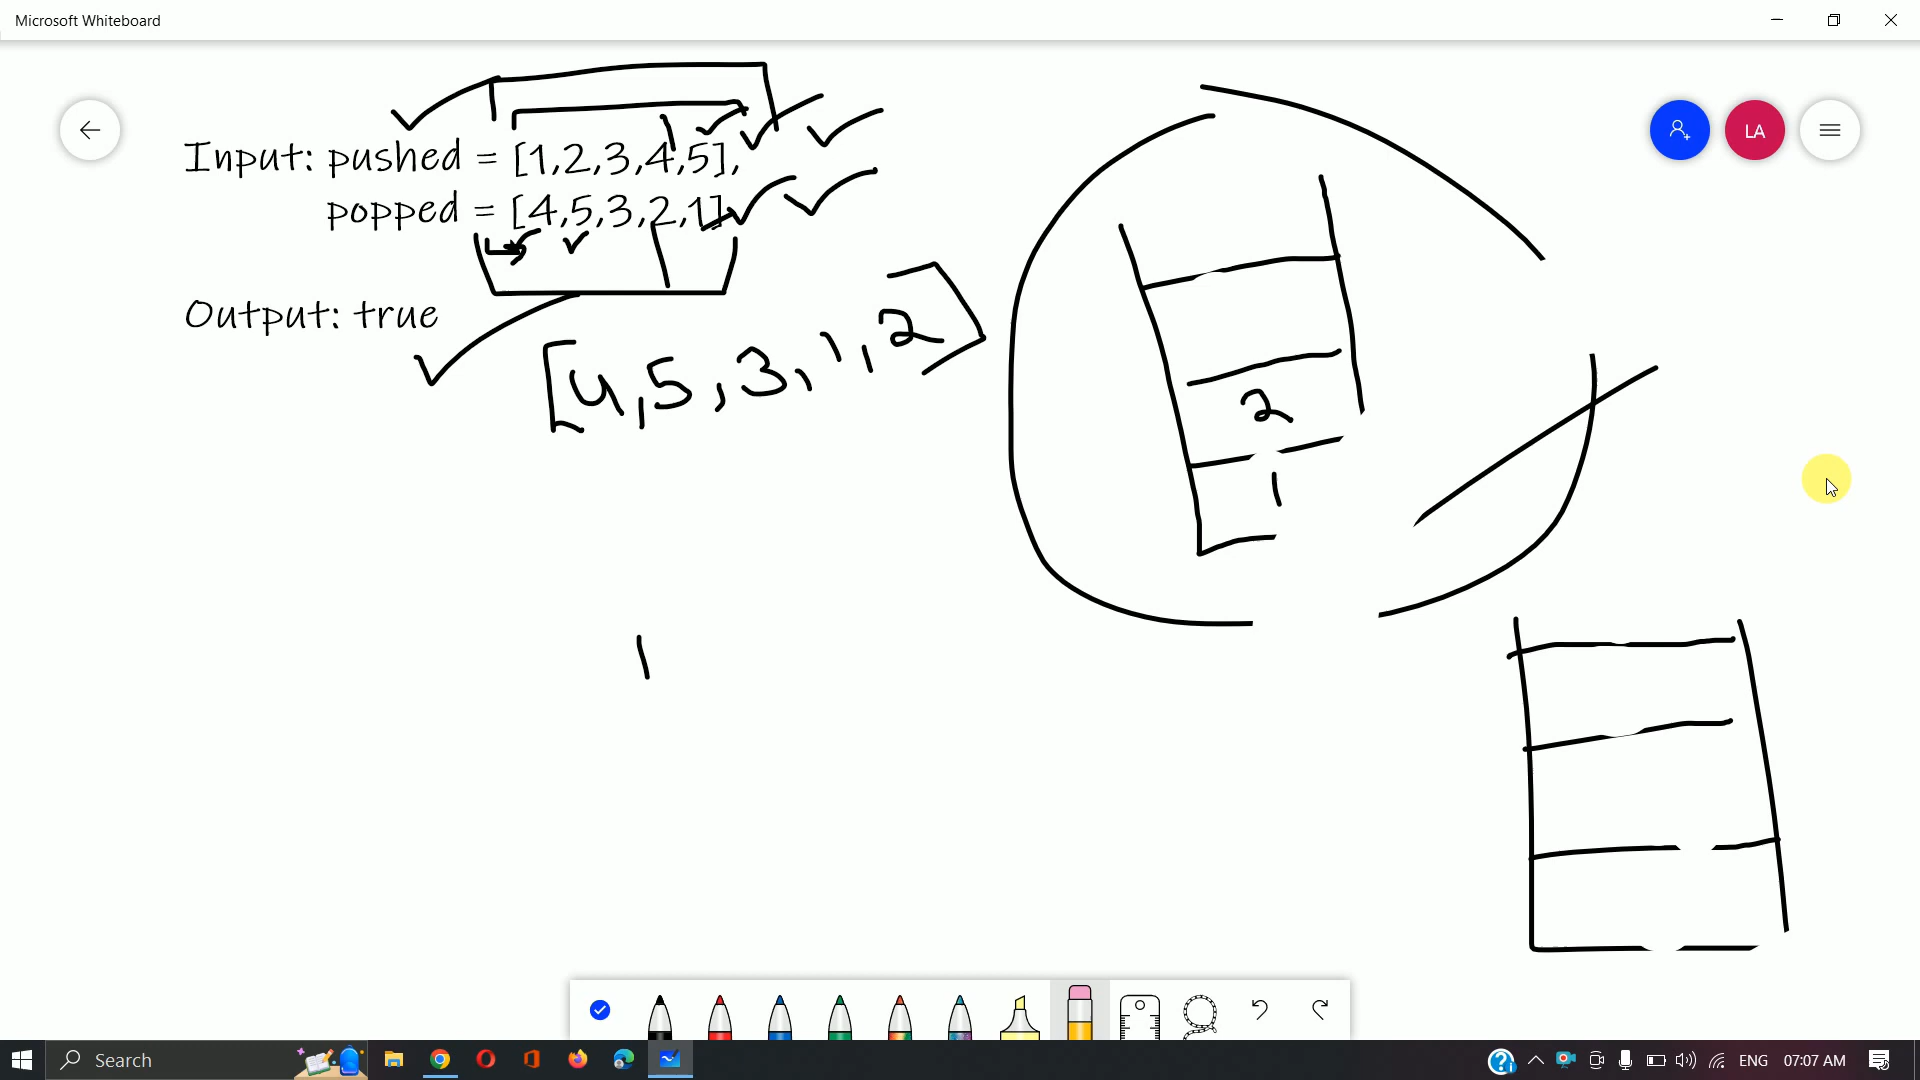 Microsoft Whiteboard
LA
Input: pushed = [1,2,3,4,5],
popped = [4,5,3,2,1]
Output: true
[4,5,3,1,2]
2
1
1
Search
ENG
07:07 AM